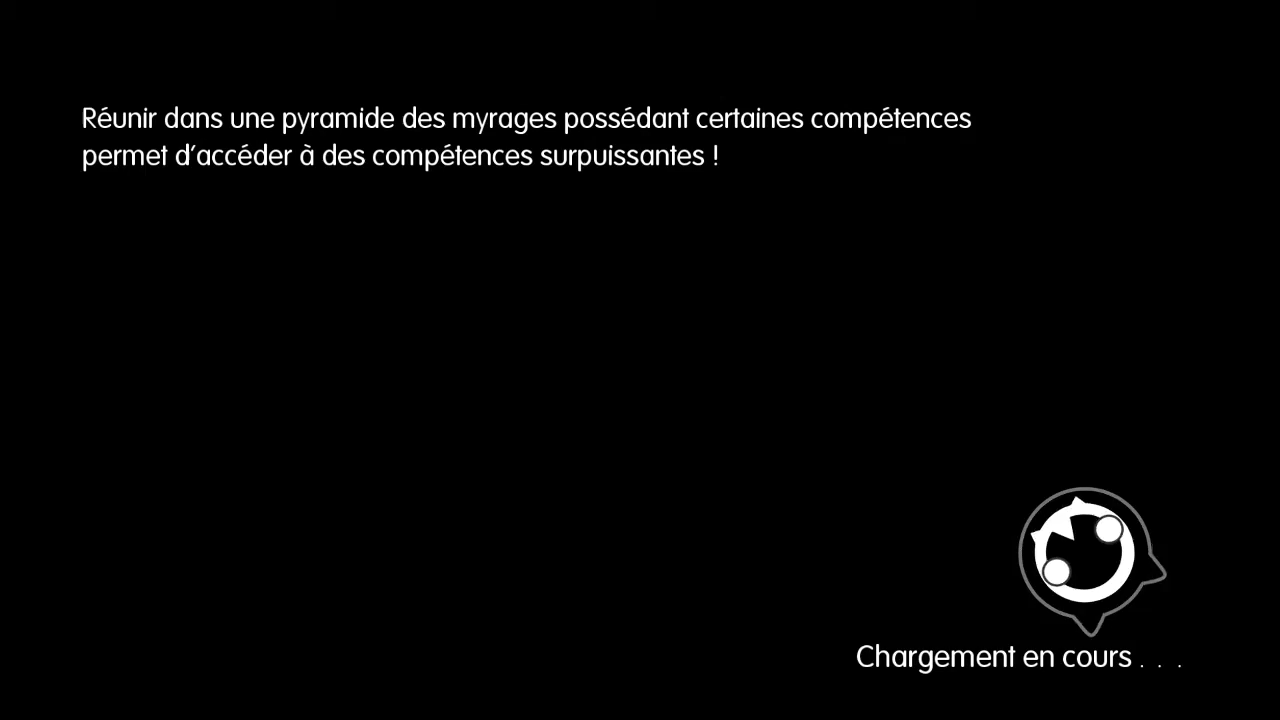 Réunir dans une pyramide des myrages possédant certaines compétences
permet d'accéder à des compétences surpuissantes !
Chargement en cours . . .